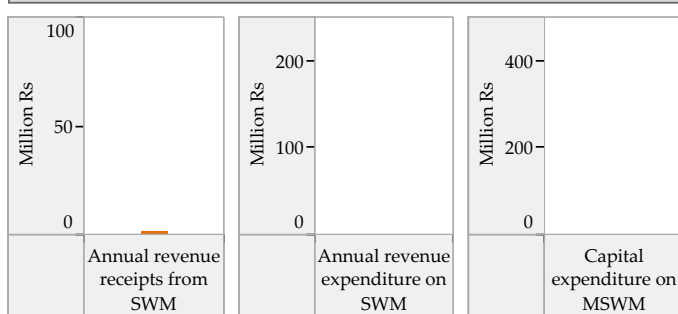 100
50
0
Million Rs
Annual revenue
receipts from
SWM
200
100
0
Million Rs
Annual revenue
expenditure on
SWM
400
200
0
Million Rs
Capital
expenditure on
MSWM